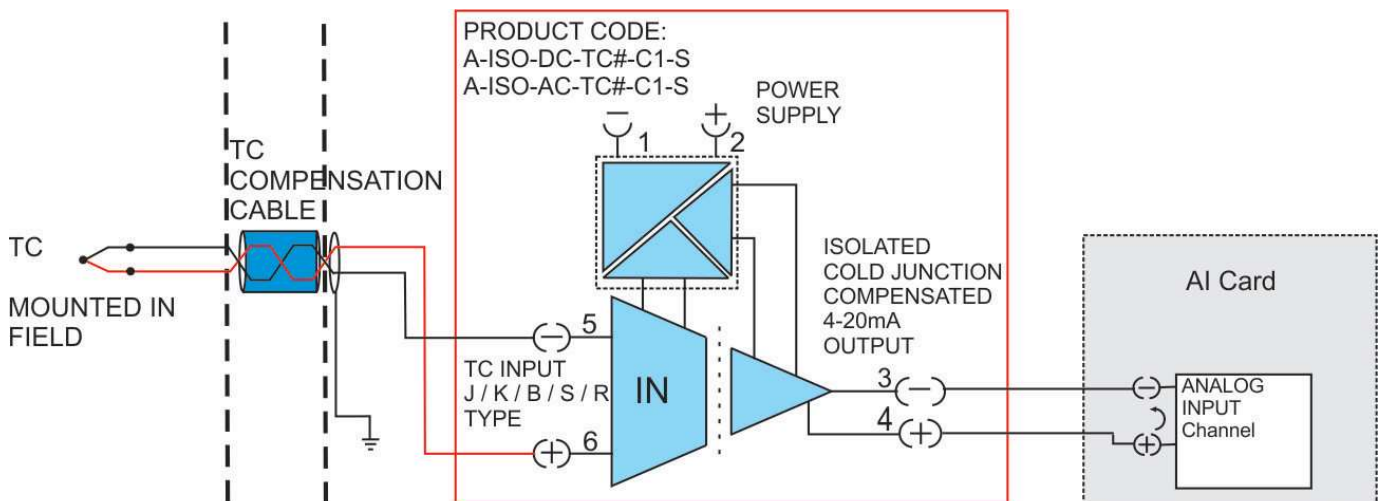 PRODUCT CODE:
A-ISO-DC-TC#-C1-S
A-ISO-AC-TC#-C1-S
POWER
SUPPLY
−
1
+
2
TC
COMPENSATION
CABLE
TC
MOUNTED IN
FIELD
ISOLATED
COLD JUNCTION
COMPENSATED
4-20mA
OUTPUT
−
5
TC INPUT
J / K / B / S / R
TYPE
+
6
IN
3
−
4
+
AI Card
−
+
ANALOG
INPUT
Channel